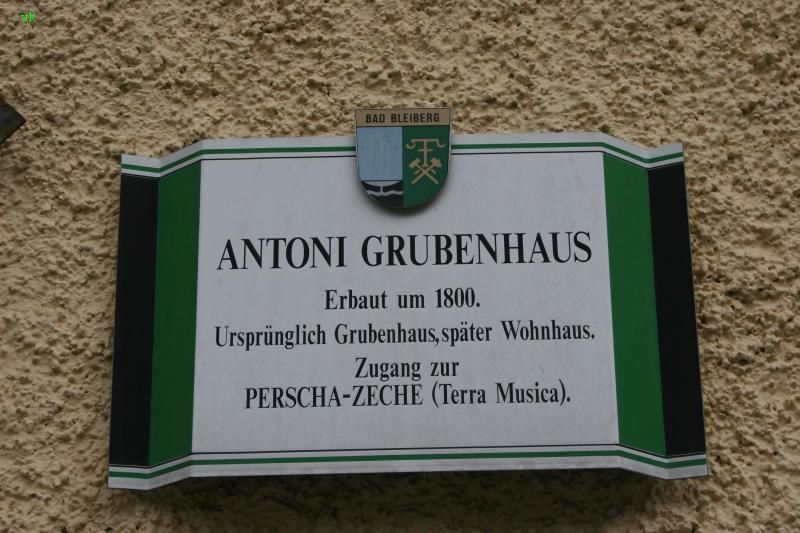 vk
BAD BLEIBERG
ANTONI GRUBENHAUS
Erbaut um 1800.
Ursprünglich Grubenhaus, später Wohnhaus.
Zugang zur
PERSCHA-ZECHE (Terra Musica).